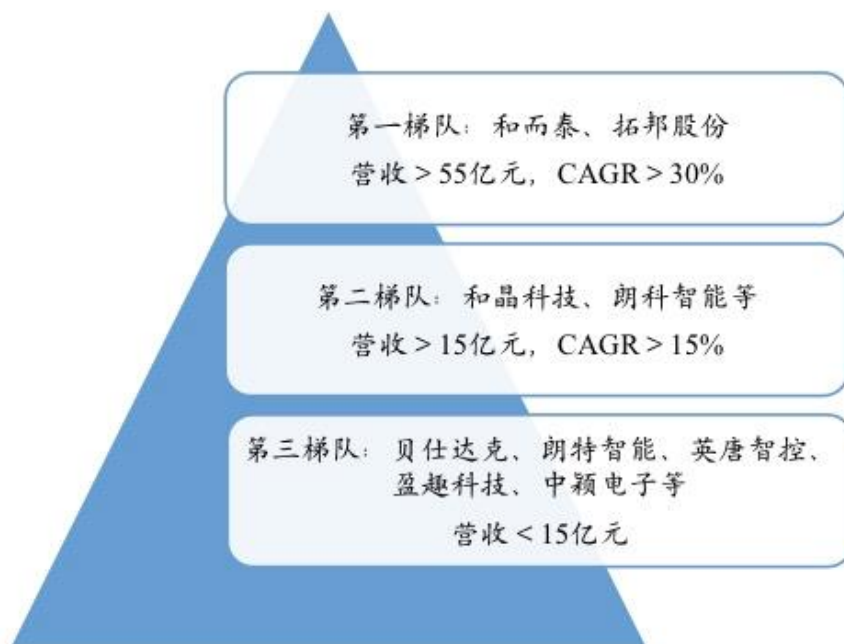 第一梯队：和而泰、拓邦股份
营收 > 55亿元，CAGR > 30%
第二梯队：和晶科技、朗科智能等
营收 > 15亿元，CAGR > 15%
第三梯队：贝仕达克、朗特智能、英唐智控、
盈趣科技、中颖电子等
营收 < 15亿元